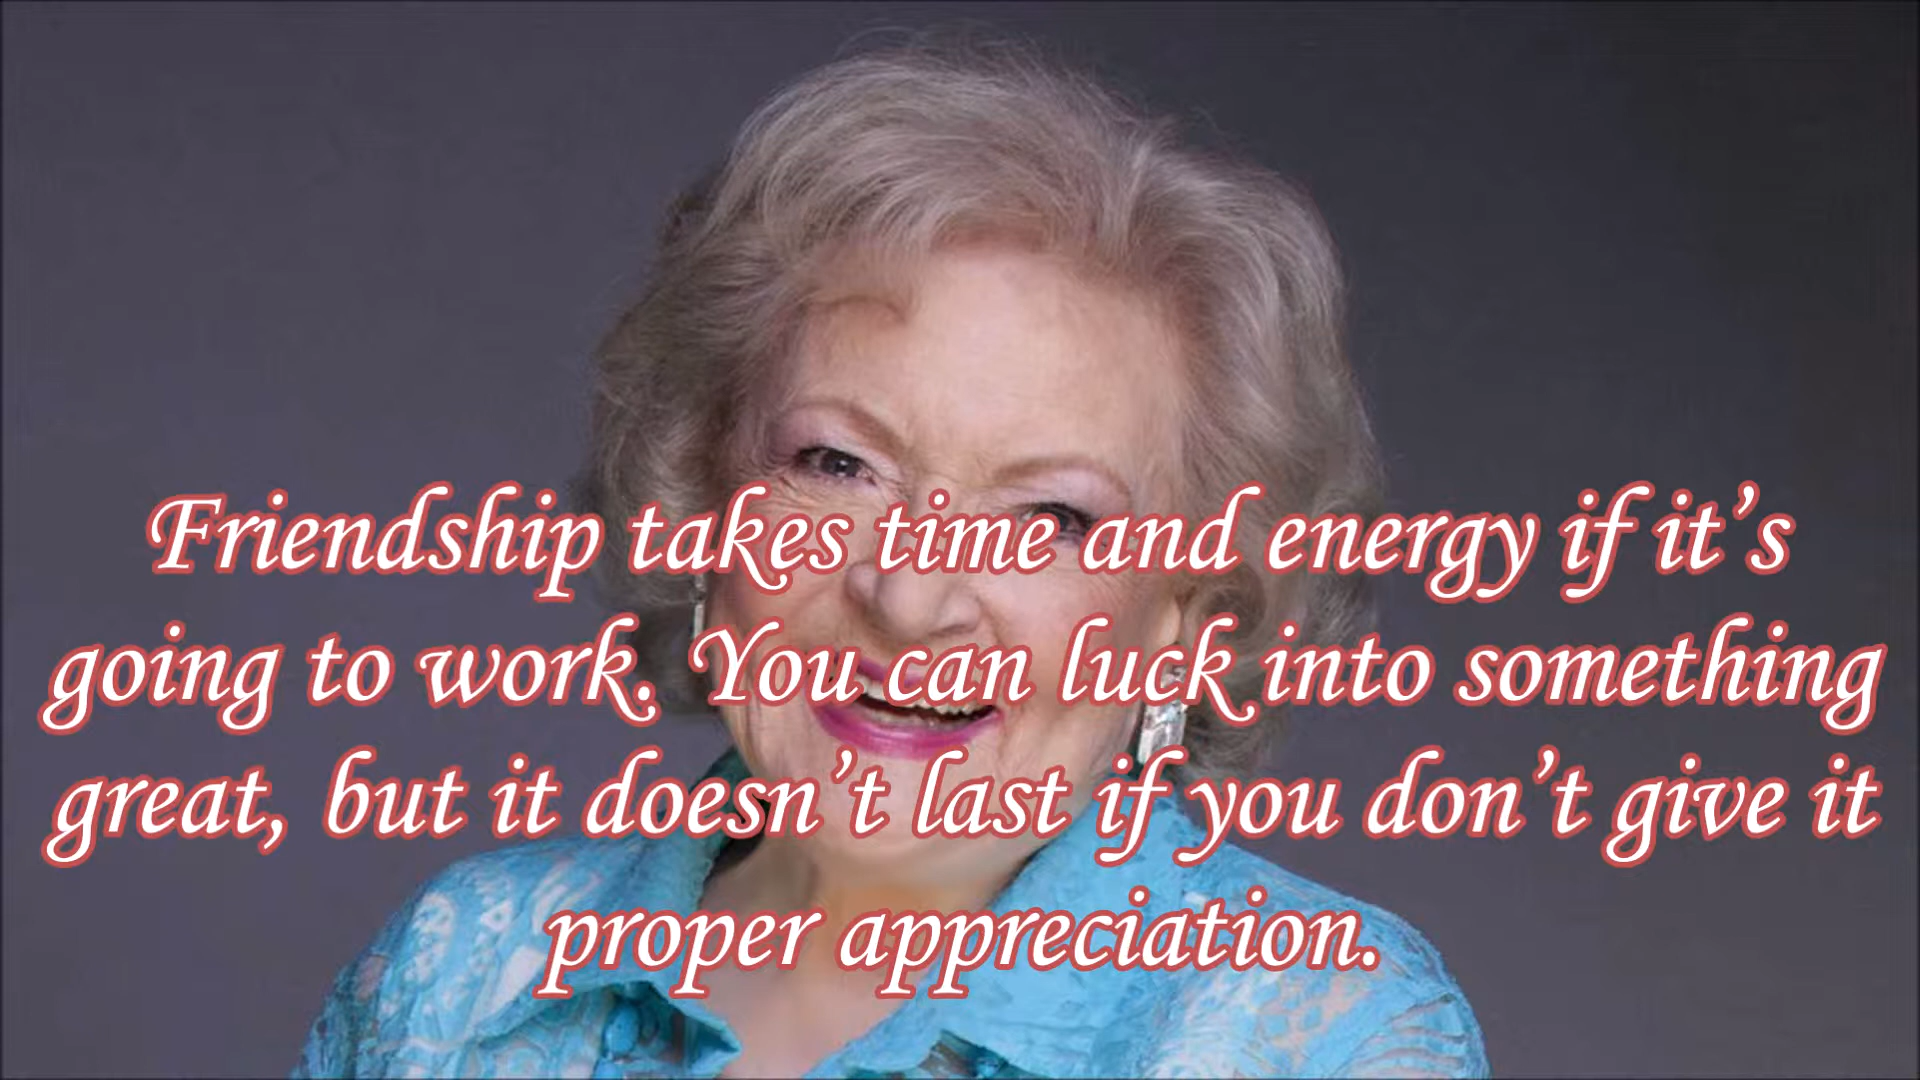 Friendship takes time and energy if it’s
going to work. You can luck into something
great, but it doesn’t last if you don’t give it
proper appreciation.